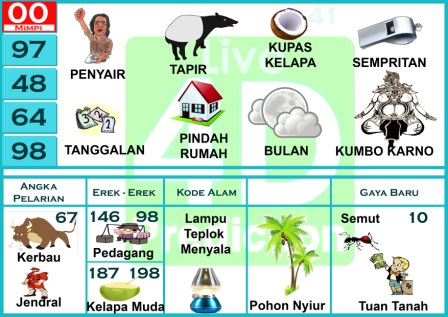 00
MIMPI
97
48
64
98
PENYAIR
TAPIR
KUPAS
KELAPA
SEMPRITAN
TANGGALAN
PINDAH
RUMAH
BULAN
KUMBO KARNO
41
Live
4D
Prediction
ANGKA
PELARIAN
EREK - EREK
KODE ALAM
GAYA BARU
67
Kerbau
Jendral
146 98
Pedagang
187 198
Kelapa Muda
Lampu
Teplok
Menyala
Pohon Nyiur
Semut 10
Tuan Tanah